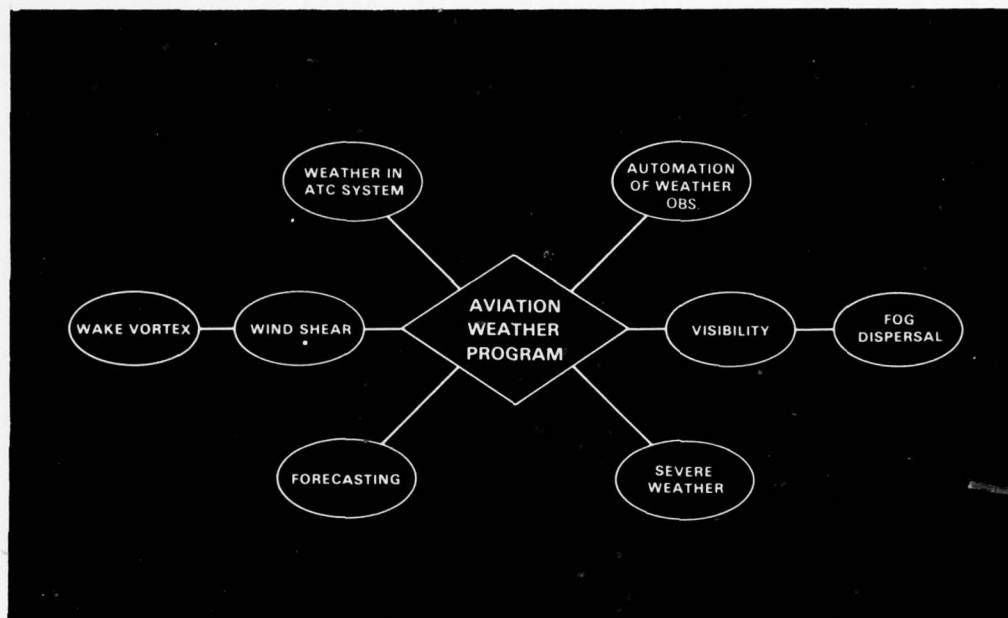 WEATHER IN
ATC SYSTEM
AUTOMATION
OF WEATHER
OBS.
WAKE VORTEX
WIND SHEAR
AVIATION
WEATHER
PROGRAM
VISIBILITY
FOG
DISPERSAL
FORECASTING
SEVERE
WEATHER